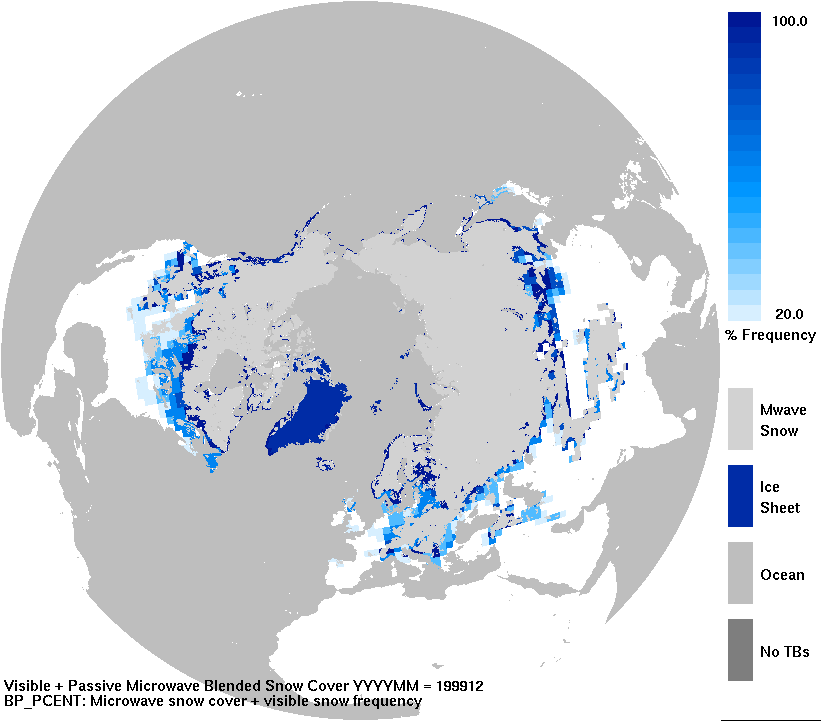 100.0
20.0
% Frequency
Mwave
Snow
Ice
Sheet
Ocean
No TBs
Visible + Passive Microwave Blended Snow Cover YYYYMM = 199912
BP_PCENT: Microwave snow cover + visible snow frequency